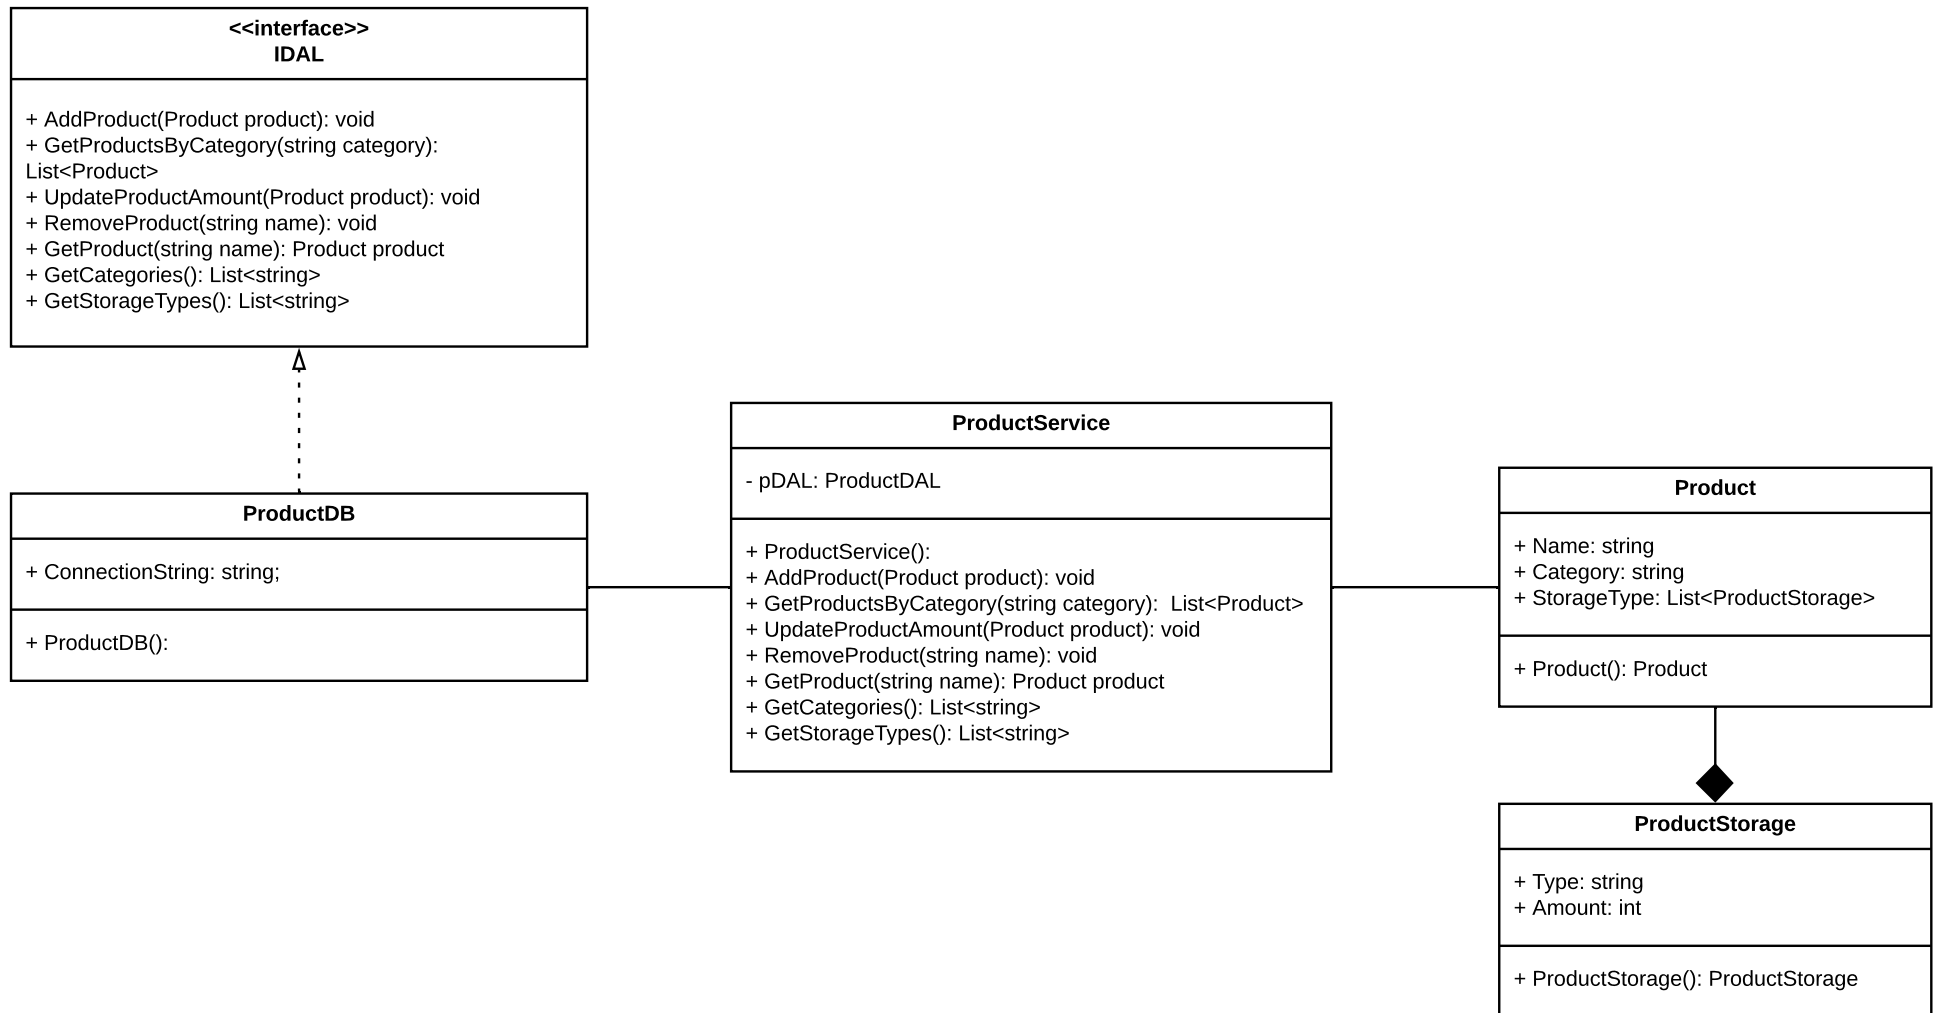 <<interface>>
IDAL
+ AddProduct(Product product): void
+ GetProductsByCategory(string category):
List<Product>
+ UpdateProductAmount(Product product): void
+ RemoveProduct(string name): void
+ GetProduct(string name): Product product
+ GetCategories(): List<string>
+ GetStorageTypes(): List<string>
ProductDB
+ ConnectionString: string;
+ ProductDB():
ProductService
- pDAL: ProductDAL
+ ProductService():
+ AddProduct(Product product): void
+ GetProductsByCategory(string category):  List<Product>
+ UpdateProductAmount(Product product): void
+ RemoveProduct(string name): void
+ GetProduct(string name): Product product
+ GetCategories(): List<string>
+ GetStorageTypes(): List<string>
Product
+ Name: string
+ Category: string
+ StorageType: List<ProductStorage>
+ Product(): Product
ProductStorage
+ Type: string
+ Amount: int
+ ProductStorage(): ProductStorage